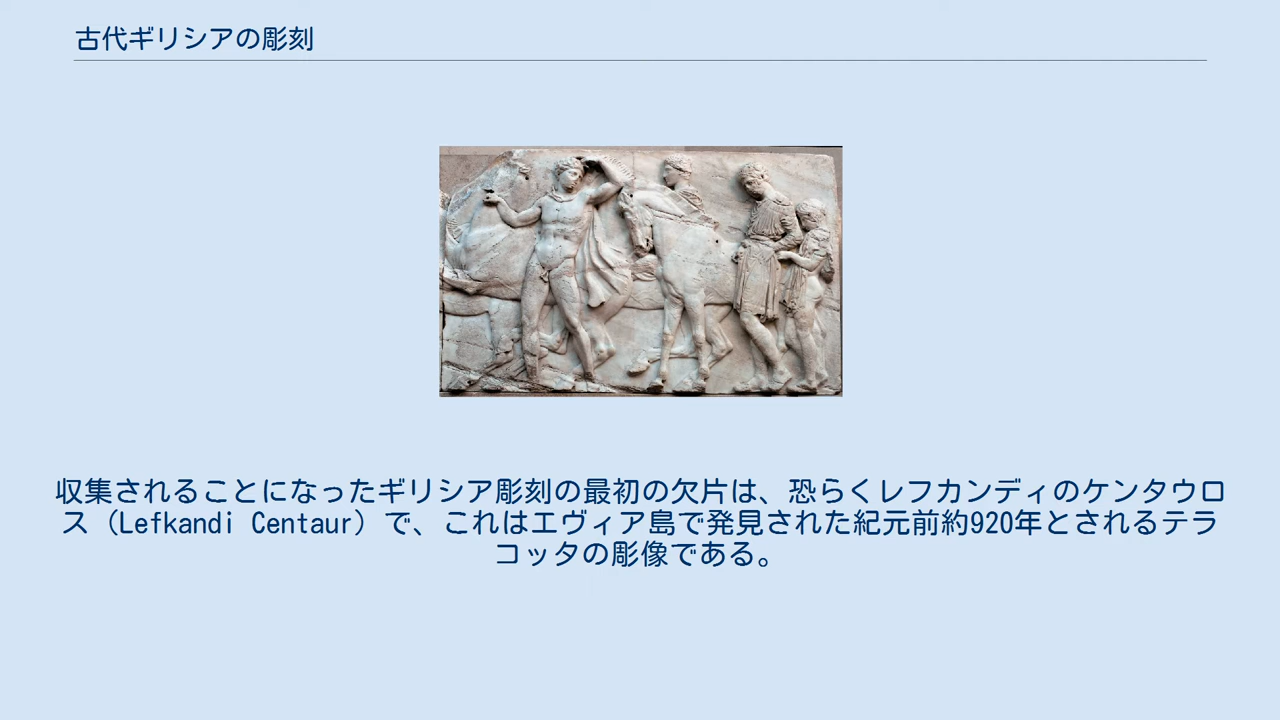 古代ギリシアの彫刻
収集されることになったギリシア彫刻の最初の欠片は、恐らくレフカンディのケンタウロ
ス（Lefkandi Centaur）で、これはエヴィア島で発見された紀元前約920年とされるテラ
コッタの彫像である。